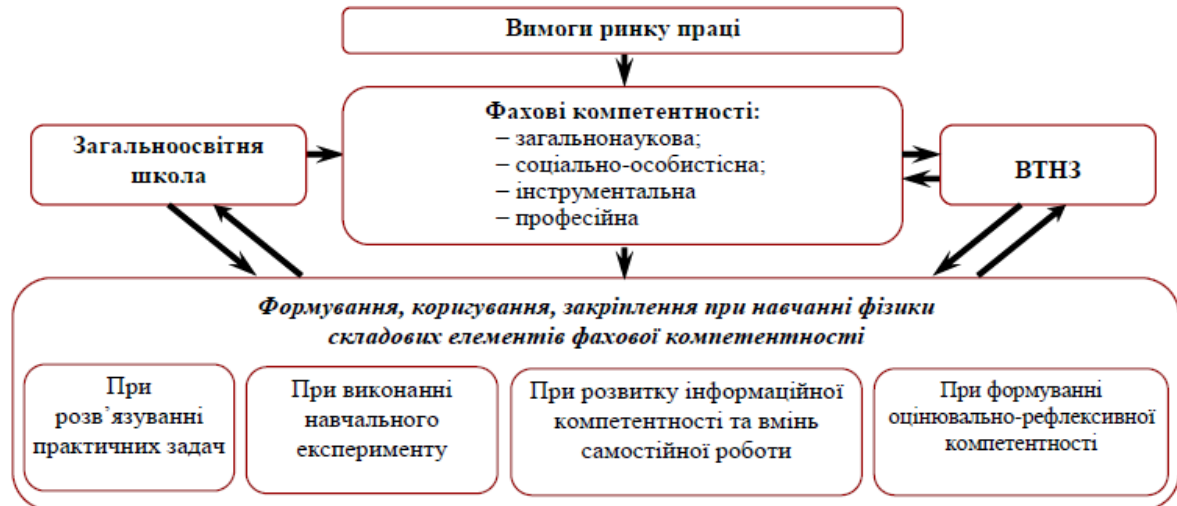 Вимоги ринку праці
Фахові компетентності:
– загальнонаукова;
– соціально-особистісна;
– інструментальна
– професійна
Загальноосвітня
школа
ВТНЗ
Формування, коригування, закріплення при навчанні фізики
складових елементів фахової компетентності
При
розв’язуванні
практичних задач
При виконанні
навчального
експерименту
При розвитку інформаційної
компетентності та вмінь
самостійної роботи
При формуванні
оцінювально-рефлексивної
компетентності